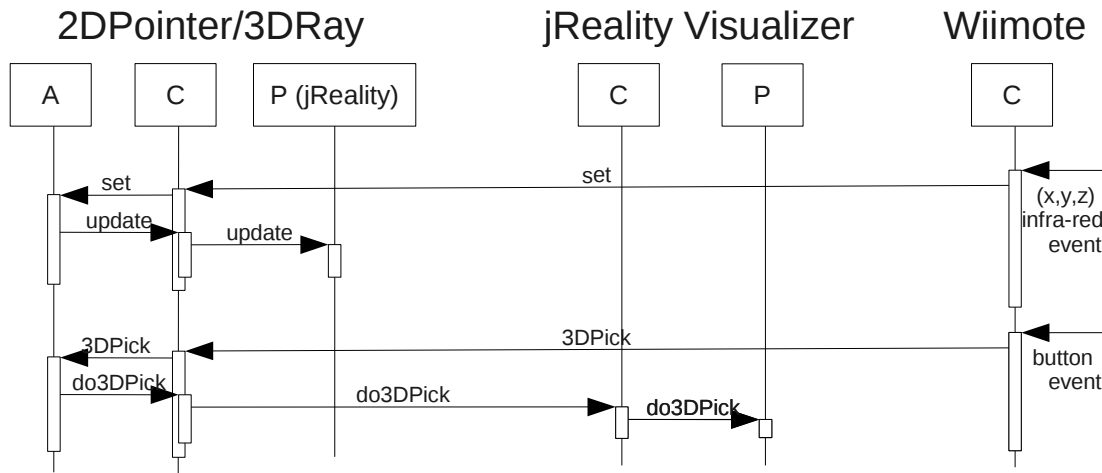 2DPointer/3DRay
jReality Visualizer
Wiimote
A
C
P (jReality)
C
P
C
set
set
(x,y,z)
infra-red
event
update
update
3DPick
3DPick
button
event
do3DPick
do3DPick
do3DPick